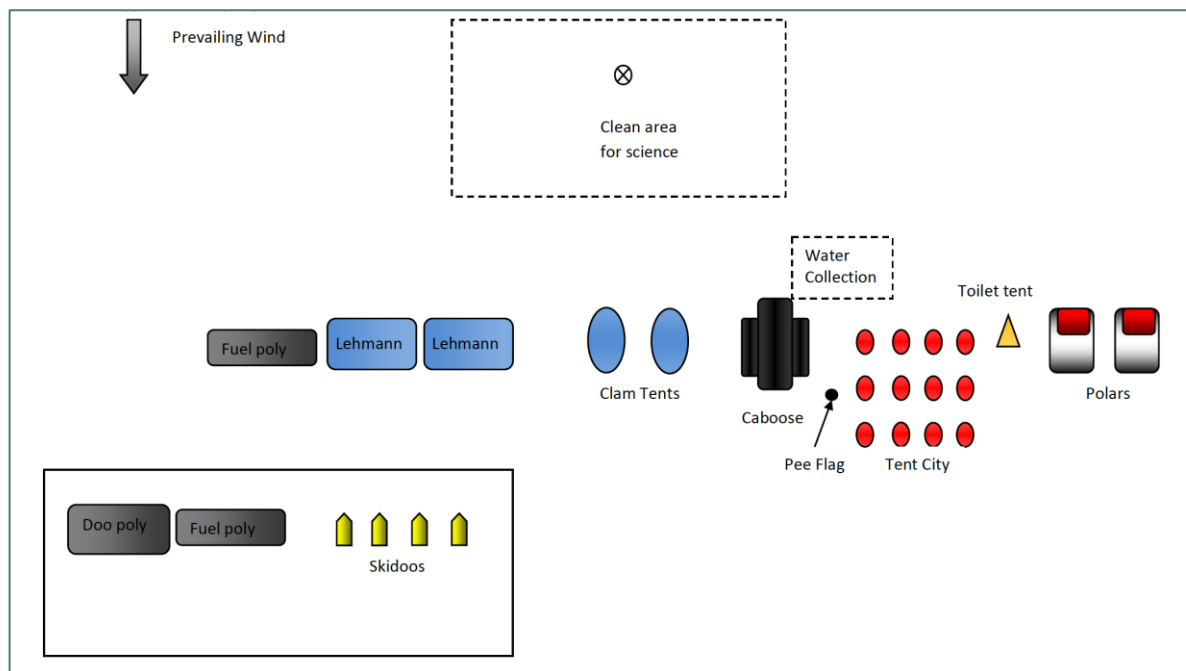 Prevailing Wind
Clean area
for science
Water
Collection
Toilet tent
Fuel poly
Lehmann
Lehmann
Clam Tents
Caboose
Polars
Pee Flag
Tent City
Doo poly
Fuel poly
Skidoos